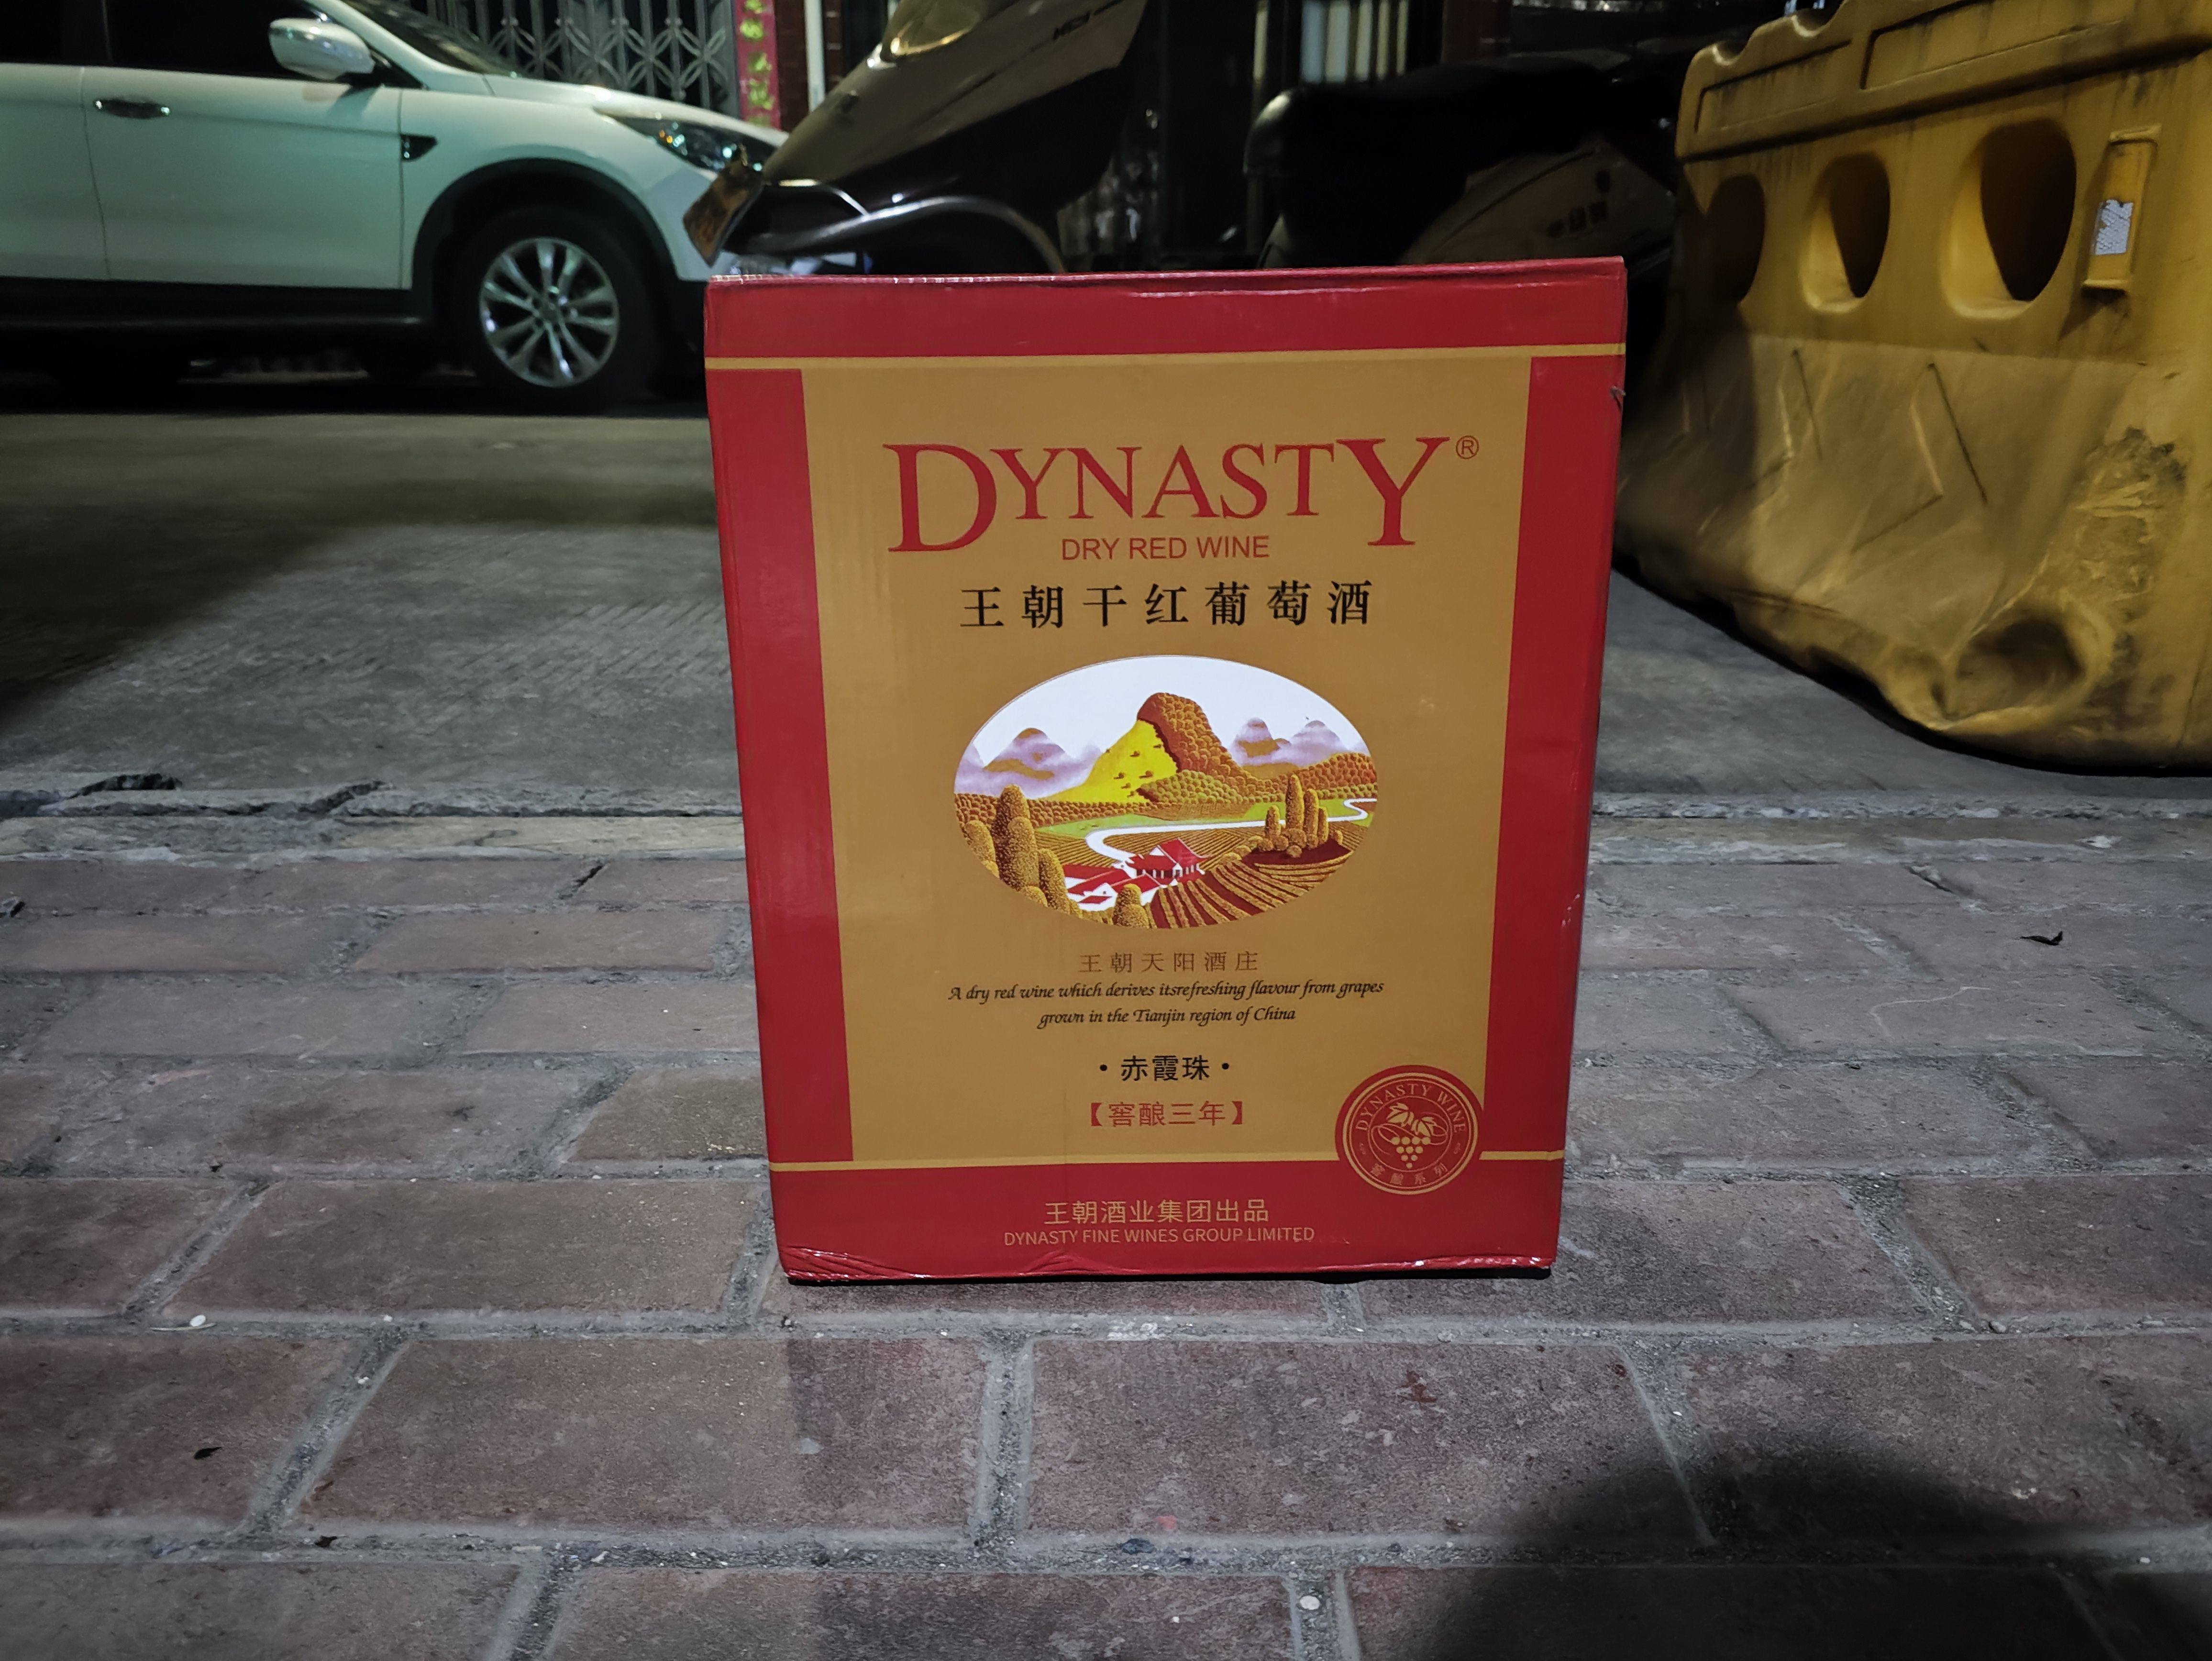 DYNASTY®
DRY RED WINE
王朝干红葡萄酒
王朝天阳酒庄
A dry red wine which derives itsrefreshing flavour from grapes
grown in the Tianjin region of China
·赤霞珠·
【窖酿三年】
DYNASTY WINE
窖酿系列
王朝酒业集团出品
DYNASTY FINE WINES GROUP LIMITED